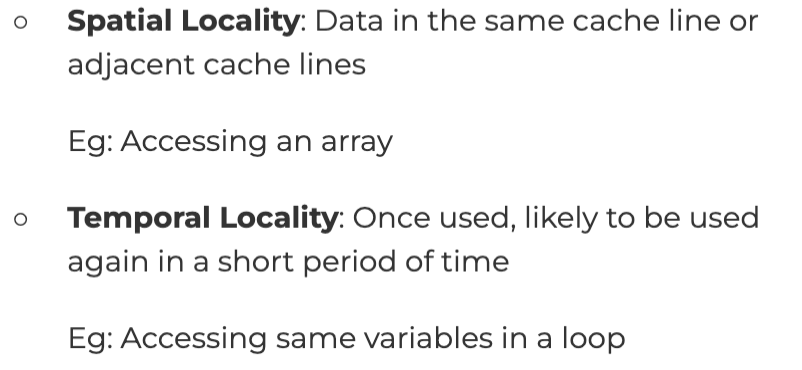 ○ Spatial Locality: Data in the same cache line or
adjacent cache lines
Eg: Accessing an array
○ Temporal Locality: Once used, likely to be used
again in a short period of time
Eg: Accessing same variables in a loop